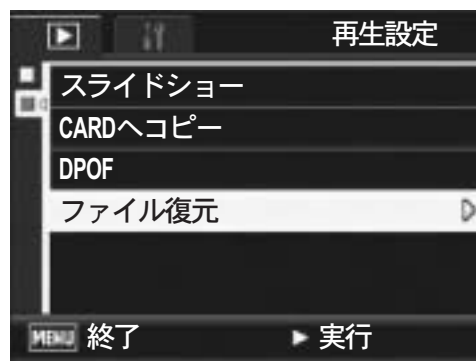 再生設定
スライドショー
CARDへコピー
DPOF
ファイル復元
MENU 終了 ▶ 実行